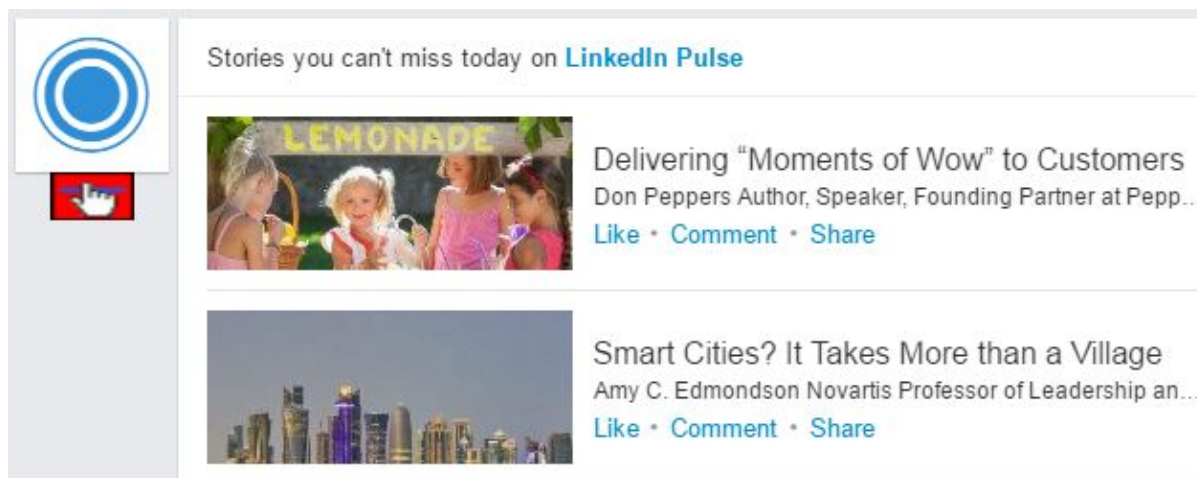 Stories you can't miss today on LinkedIn Pulse
LEMONADE
Delivering “Moments of Wow” to Customers
Don Peppers Author, Speaker, Founding Partner at Pepp...
Like • Comment • Share
Smart Cities? It Takes More than a Village
Amy C. Edmondson Novartis Professor of Leadership an...
Like • Comment • Share